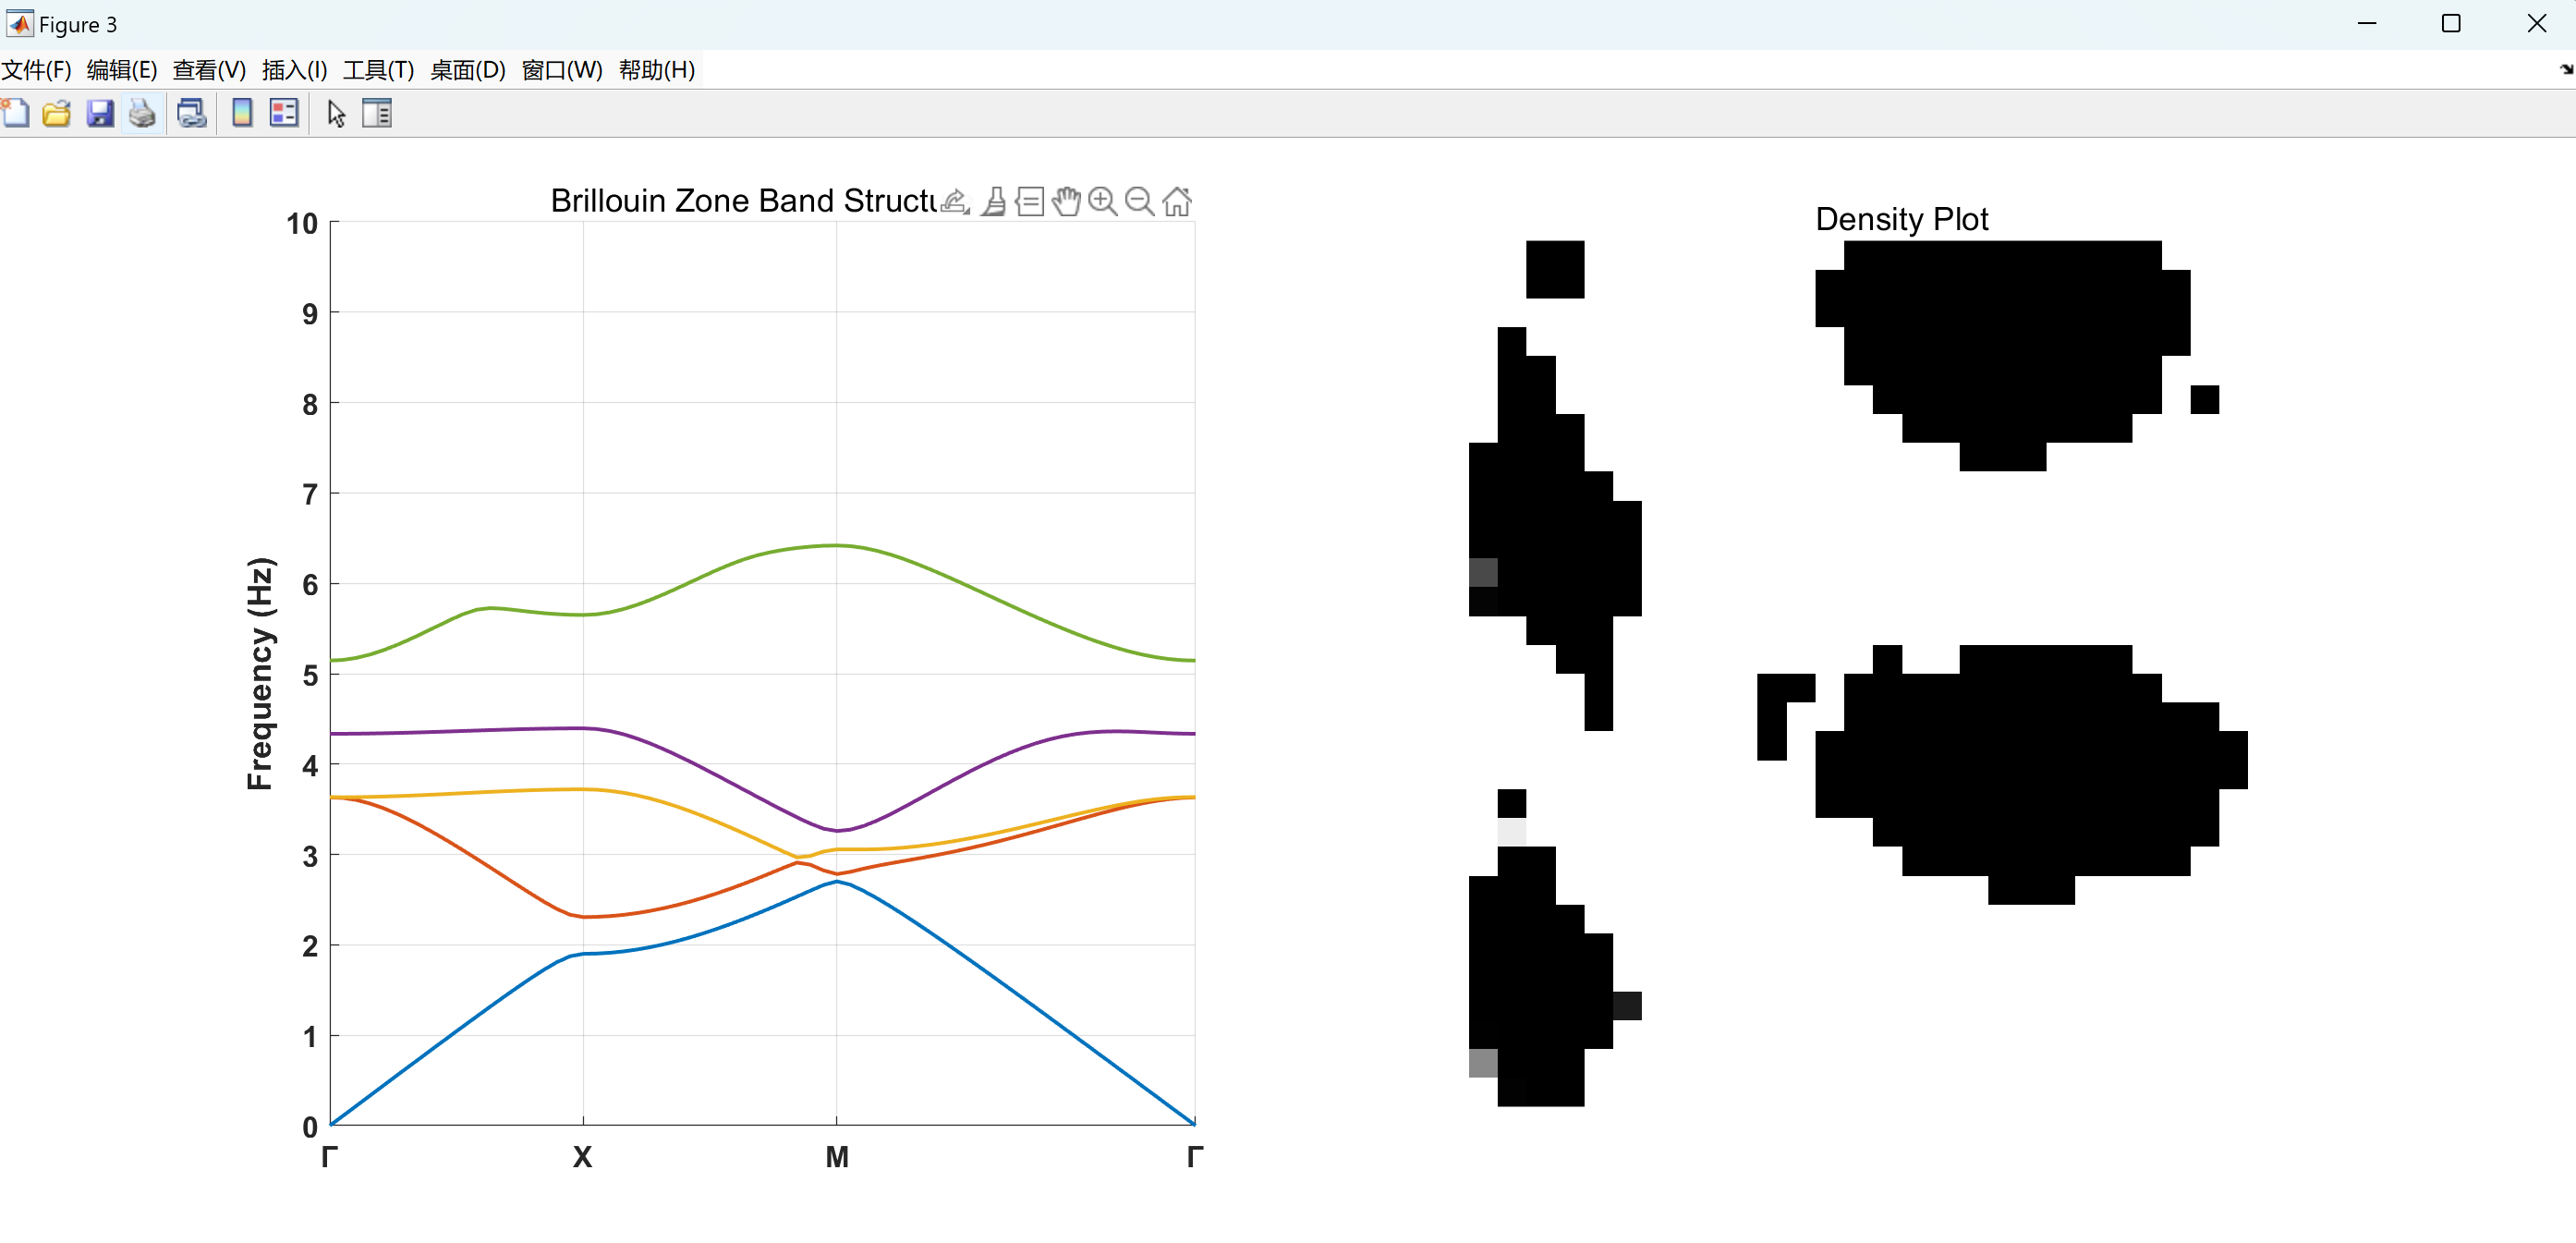 Figure 3
文件(F) 编辑(E) 查看(V) 插入(I) 工具(T) 桌面(D) 窗口(W) 帮助(H)
Brillouin Zone Band
Density Plot
10
9
8
7
6
5
4
3
2
1
0
Frequency (Hz)
Γ X M Γ